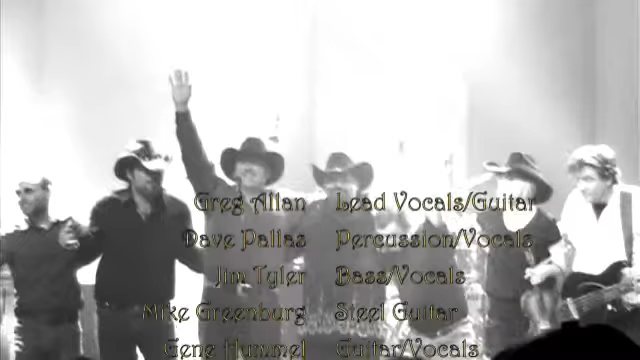 Greg Allan Lead Vocals/Guitar
Dave Pallas Percussion/Vocals
Jim Tyler Bass/Vocals
Mike Greenburg Steel Guitar
Gene Hummel Guitar/Vocals